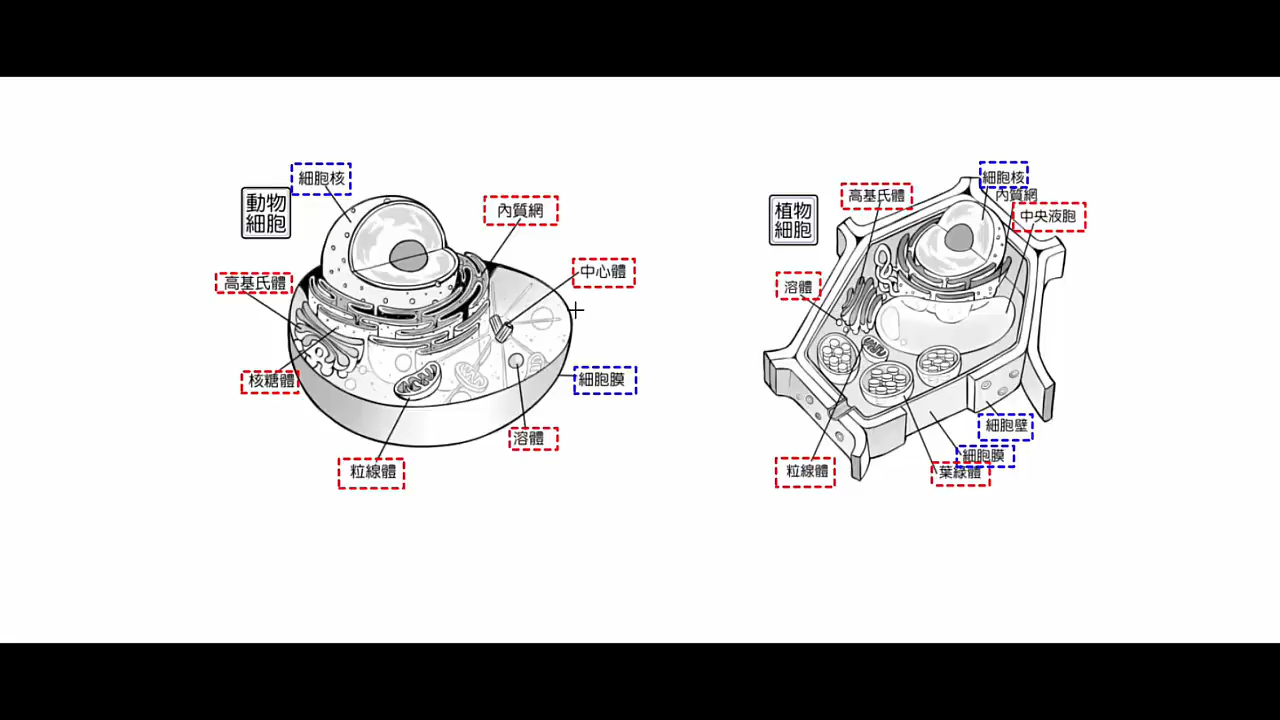 動物
細胞
細胞核
內質網
中心體
高基氏體
核糖體
細胞膜
溶體
粒線體
植物
細胞
高基氏體
細胞核
內質網
中央液胞
溶體
細胞壁
細胞膜
葉綠體
粒線體